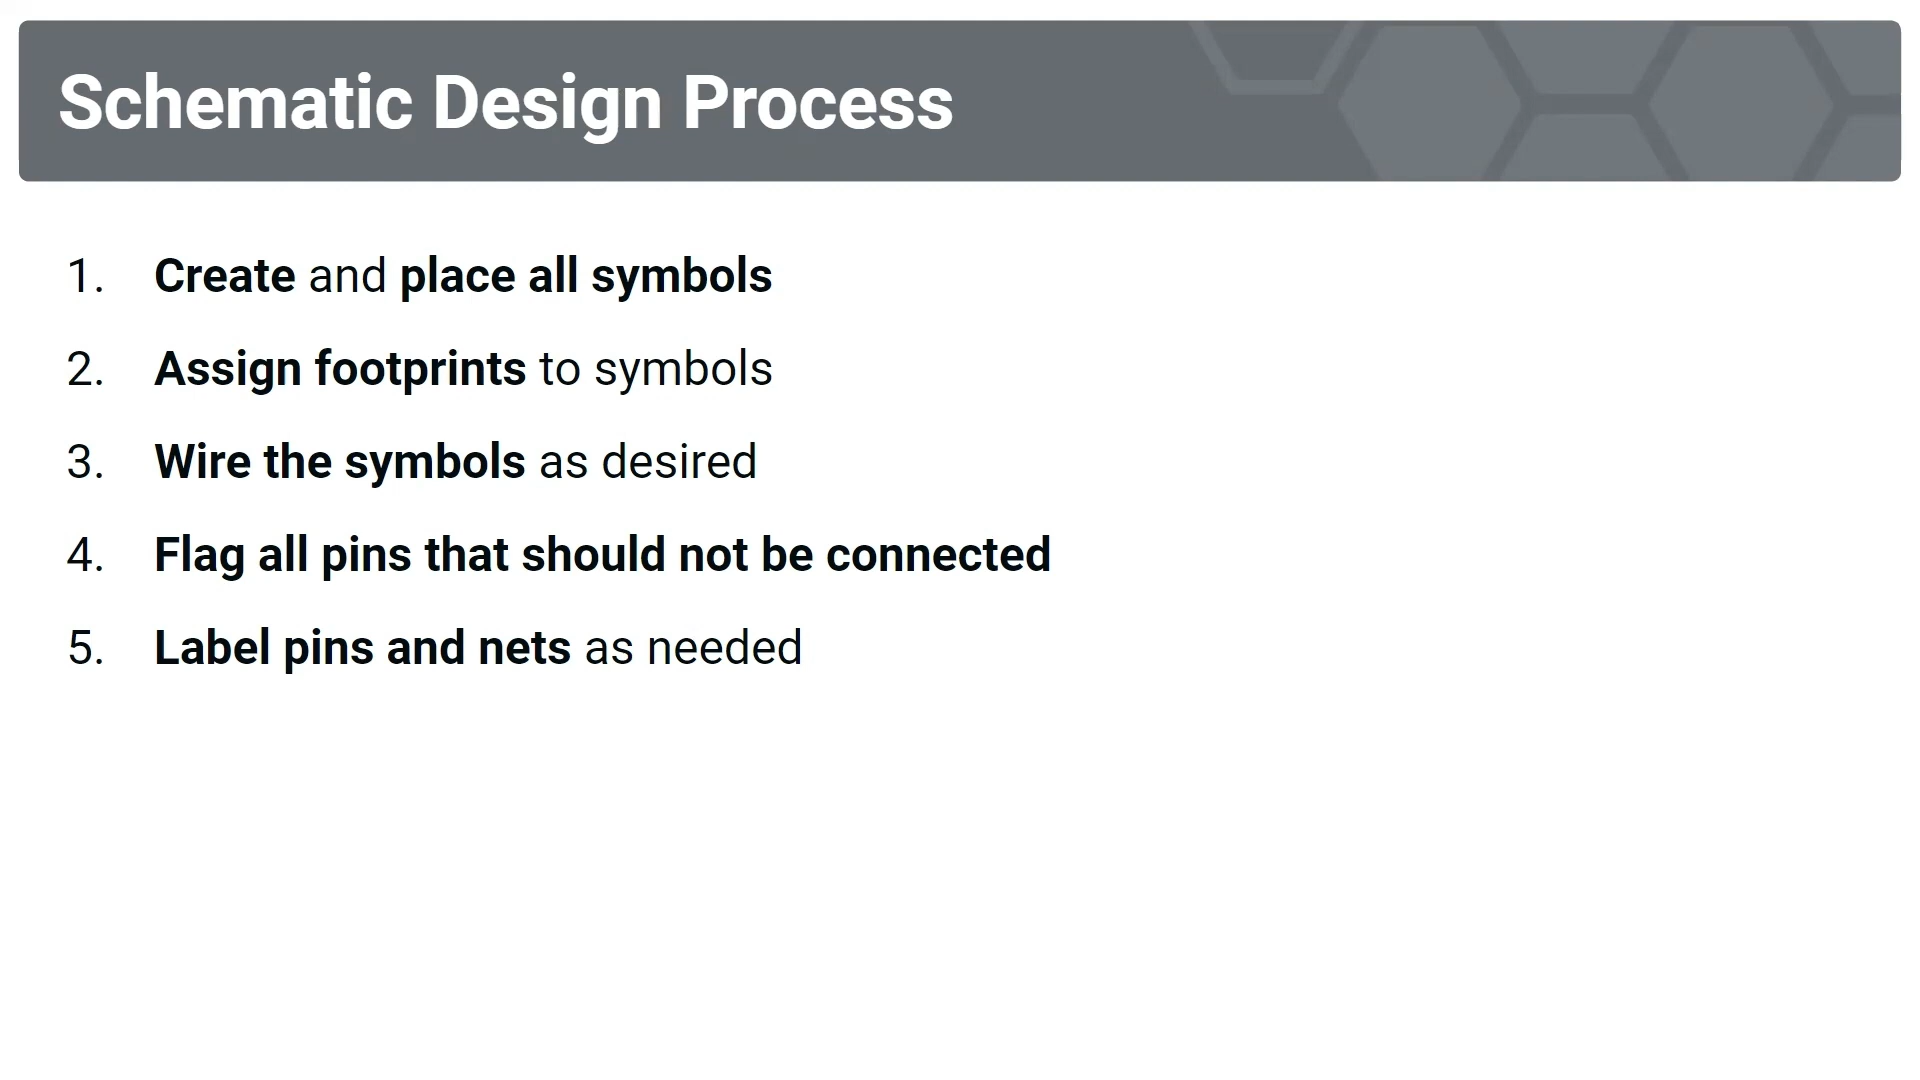 Schematic Design Process
1. Create and place all symbols
2. Assign footprints to symbols
3. Wire the symbols as desired
4. Flag all pins that should not be connected
5. Label pins and nets as needed